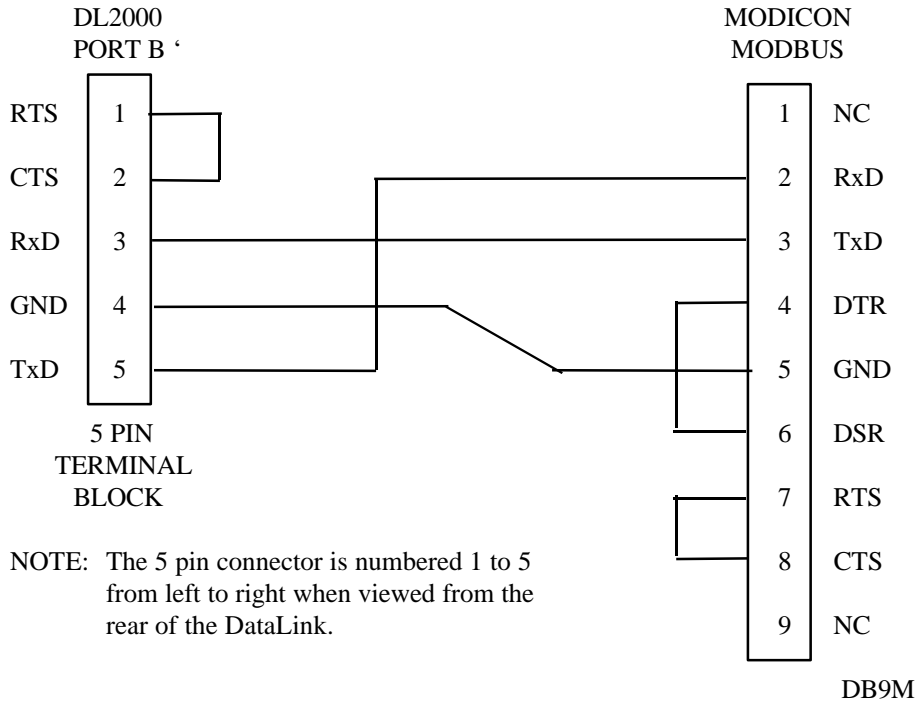 DL2000
PORT B ‘
MODICON
MODBUS
RTS 1
CTS 2
RxD 3
GND 4
TxD 5
1 NC
2 RxD
3 TxD
4 DTR
5 GND
6 DSR
7 RTS
8 CTS
9 NC
5 PIN
TERMINAL
BLOCK
NOTE: The 5 pin connector is numbered 1 to 5
from left to right when viewed from the
rear of the DataLink.
DB9M